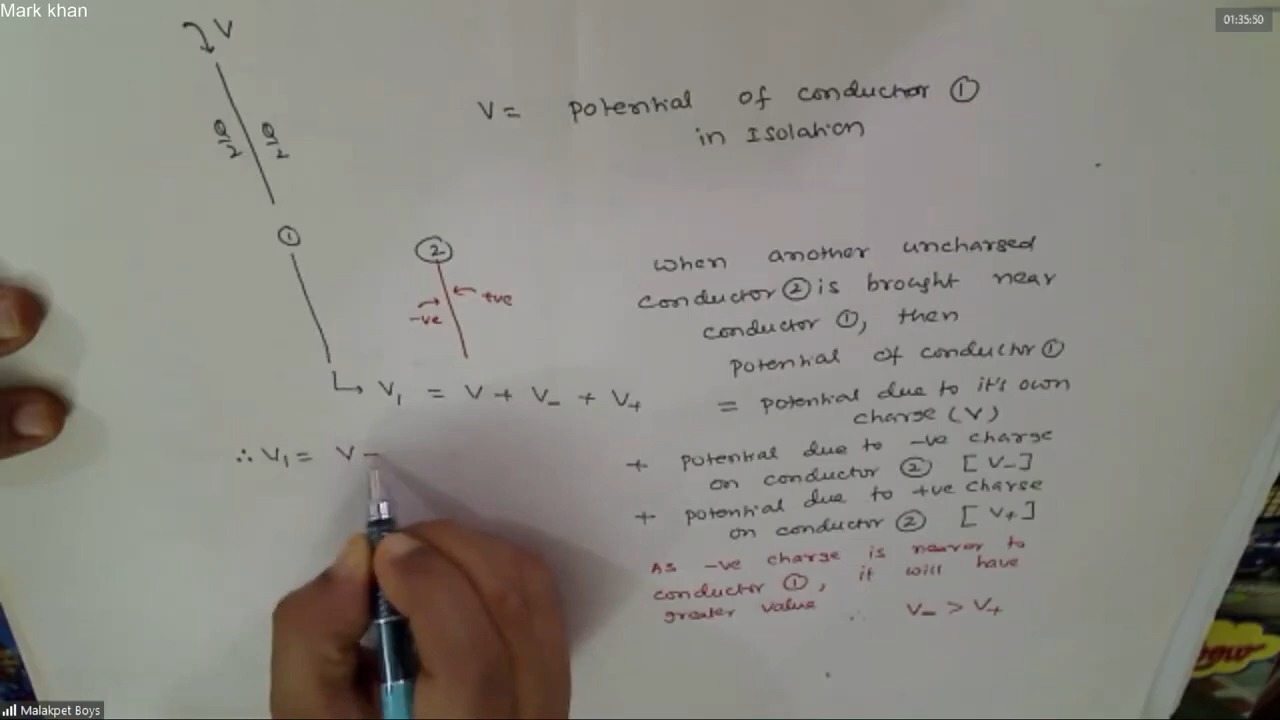 Mark khan
01:35:50
V
Q/2 Q/2
V = potential of conductor ①
in Isolation
①
②
-ve
+ve
When another uncharged
conductor ② is brought near
conductor ①, then
potential of conductor ①
= potential due to it's own
charge (V)
+ potential due to -ve charge
on conductor ② [V₋]
+ potential due to +ve charge
on conductor ② [V₊]
V₁ = V + V₋ + V₊
∴ V₁ = V -
As -ve charge is nearer to
conductor ①, it will have
greater value ∴ V₋ > V₊
Malakpet Boys